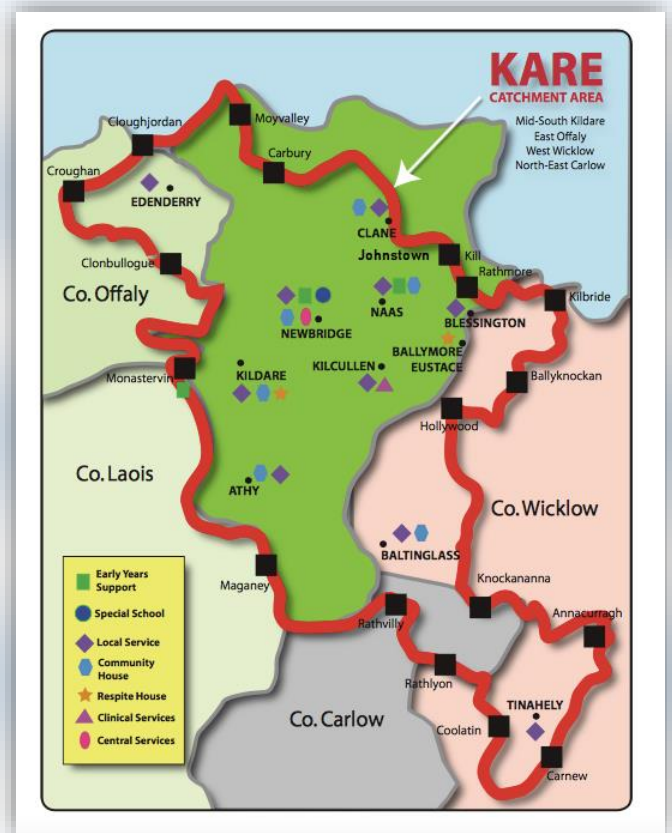 KARE
CATCHMENT AREA
Mid-South Kildare
East Offaly
West Wicklow
North-East Carlow
Cloughjordan
Moyvalley
Croughan
Carbury
EDENDERRY
CLANE
Johnstown
Kill
Clonbullogue
Rathmore
Co. Offaly
Kilbride
NAAS
BLESSINGTON
NEWBRIDGE
BALLYMORE
EUSTACE
KILDARE
KILCULLEN
Monastervin
Ballyknockan
Hollywood
Co. Laois
ATHY
Co. Wicklow
BALTINGLASS
Maganey
Knockananna
Rathvilly
Annacurragh
Rathlyon
TINAHELY
Co. Carlow
Coolatin
Carnew
Early Years
Support
Special School
Local Service
Community
House
Respite House
Clinical Services
Central Services